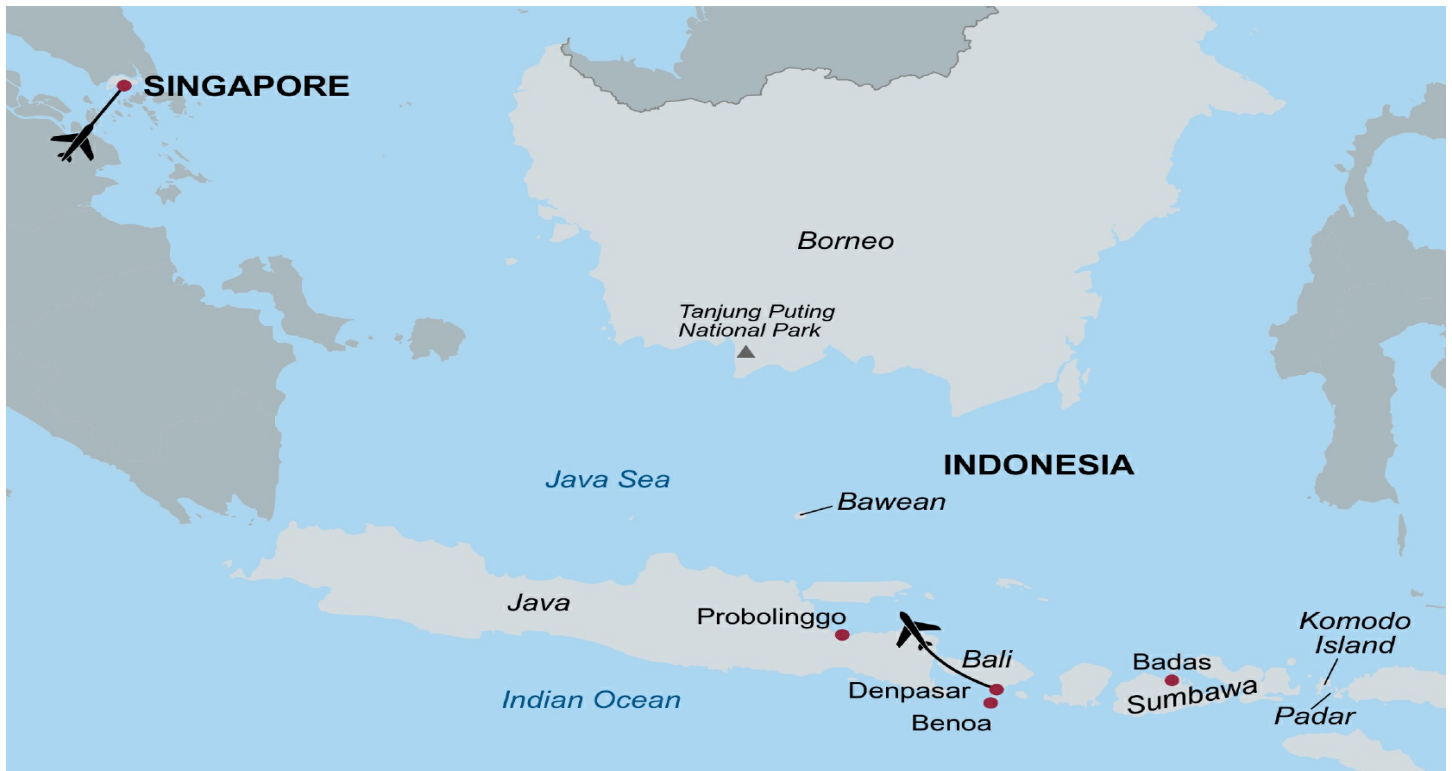 SINGAPORE
Borneo
Tanjung Puting
National Park
INDONESIA
Java Sea
Bawean
Java
Probolinggo
Komodo
Island
Bali
Badas
Denpasar
Sumbawa
Indian Ocean
Padar
Benoa